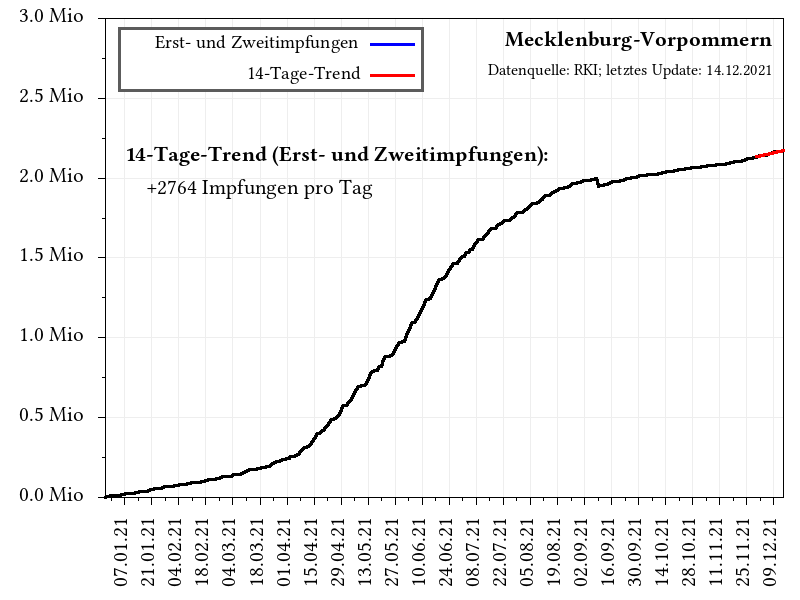 3.0 Mio
2.5 Mio
2.0 Mio
1.5 Mio
1.0 Mio
0.5 Mio
0.0 Mio
Erst- und Zweitimpfungen
14-Tage-Trend
Mecklenburg-Vorpommern
Datenquelle: RKI; letztes Update: 14.12.2021
14-Tage-Trend (Erst- und Zweitimpfungen):
+2764 Impfungen pro Tag
07.01.21
21.01.21
04.02.21
18.02.21
04.03.21
18.03.21
01.04.21
15.04.21
29.04.21
13.05.21
27.05.21
10.06.21
24.06.21
08.07.21
22.07.21
05.08.21
19.08.21
02.09.21
16.09.21
30.09.21
14.10.21
28.10.21
11.11.21
25.11.21
09.12.21